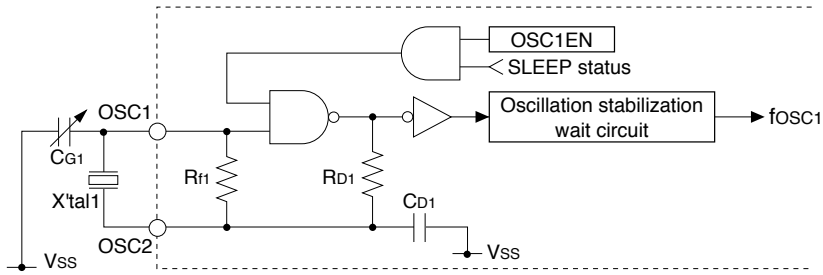 OSC1EN
SLEEP status
OSC1
Oscillation stabilization
wait circuit
fOSC1
CG1
Rf1
RD1
X'tal1
CD1
OSC2
VSS
VSS